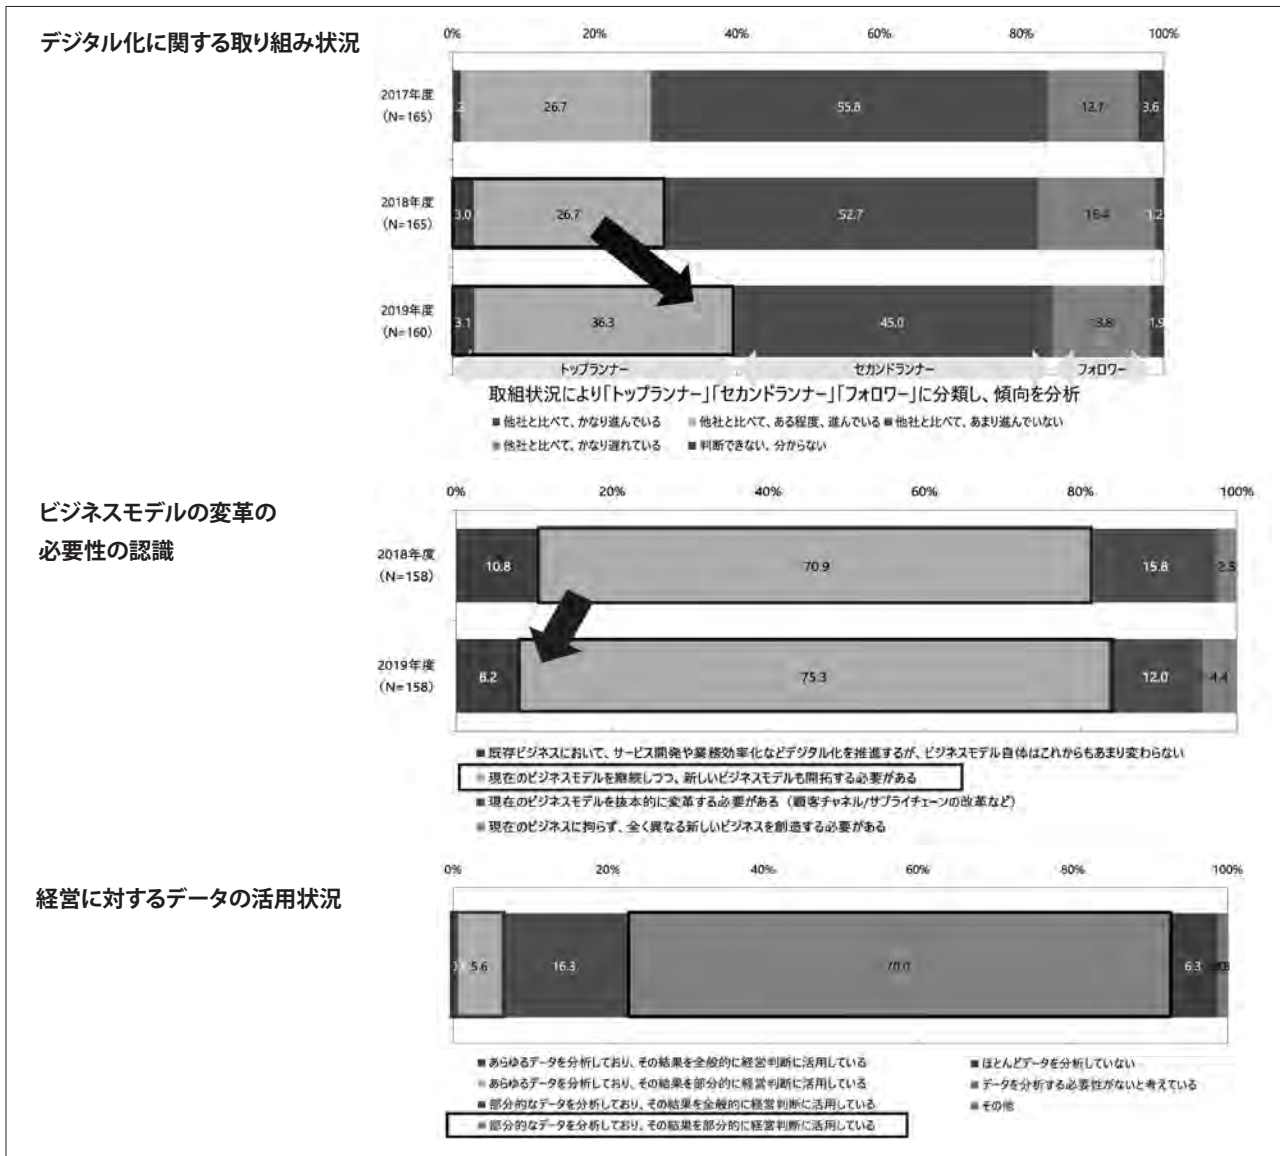 デジタル化に関する取り組み状況
0% 20% 40% 60% 80% 100%
2017年度
(N=165)
26.7 55.8 12.7 3.6
2018年度
(N=165)
3.0 26.7 52.7 16.4 1.2
2019年度
(N=160)
3.1 36.3 45.0 13.8 1.9
トップランナー セカンドランナー フォロワー
取組状況により「トップランナー」「セカンドランナー」「フォロワー」に分類し、傾向を分析
■他社と比べて、かなり進んでいる ■他社と比べて、ある程度、進んでいる ■他社と比べて、あまり進んでいない
■他社と比べて、かなり遅れている ■判断できない、分からない
ビジネスモデルの変革の
必要性の認識
0% 20% 40% 60% 80% 100%
2018年度
(N=158)
10.8 70.9 15.8 2.5
2019年度
(N=158)
8.2 75.3 12.0 4.4
■既存ビジネスにおいて、サービス開発や業務効率化などデジタル化を推進するが、ビジネスモデル自体はこれからもあまり変わらない
■現在のビジネスモデルを継続しつつ、新しいビジネスモデルも開拓する必要がある
■現在のビジネスモデルを抜本的に変革する必要がある（顧客チャネル/サプライチェーンの改革など）
■現在のビジネスに拘らず、全く異なる新しいビジネスを創造する必要がある
経営に対するデータの活用状況
0% 20% 40% 60% 80% 100%
5.6 16.3 70.0 6.3
■あらゆるデータを分析しており、その結果を全般的に経営判断に活用している
■あらゆるデータを分析しており、その結果を部分的に経営判断に活用している
■部分的なデータを分析しており、その結果を全般的に経営判断に活用している
■部分的なデータを分析しており、その結果を部分的に経営判断に活用している
■ほとんどデータを分析していない
■データを分析する必要性がないと考えている
■その他